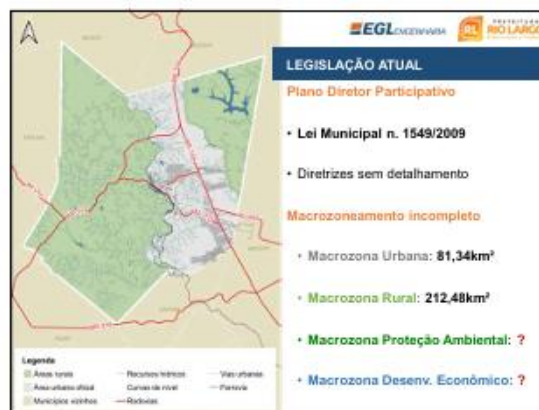 EGL ENGENHARIA
PREFEITURA
RIO LARGO
LEGISLAÇÃO ATUAL
Plano Diretor Participativo
• Lei Municipal n. 1549/2009
• Diretrizes sem detalhamento
Macrozoneamento incompleto
• Macrozona Urbana: 81,34km²
• Macrozona Rural: 212,48km²
• Macrozona Proteção Ambiental: ?
• Macrozona Desenv. Econômico: ?
Legenda
Áreas rurais
Recursos hídricos
Vias urbanas
Área urbana oficial
Curvas de nível
Ferrovia
Municípios vizinhos
Rodovias